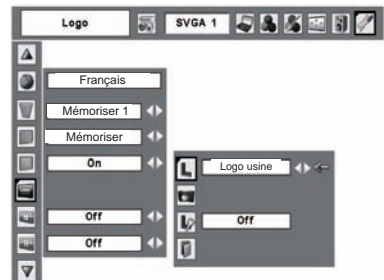 Logo
SVGA 1
Français
Mémoriser 1
Mémoriser
On
Logo usine
Off
Off
Off